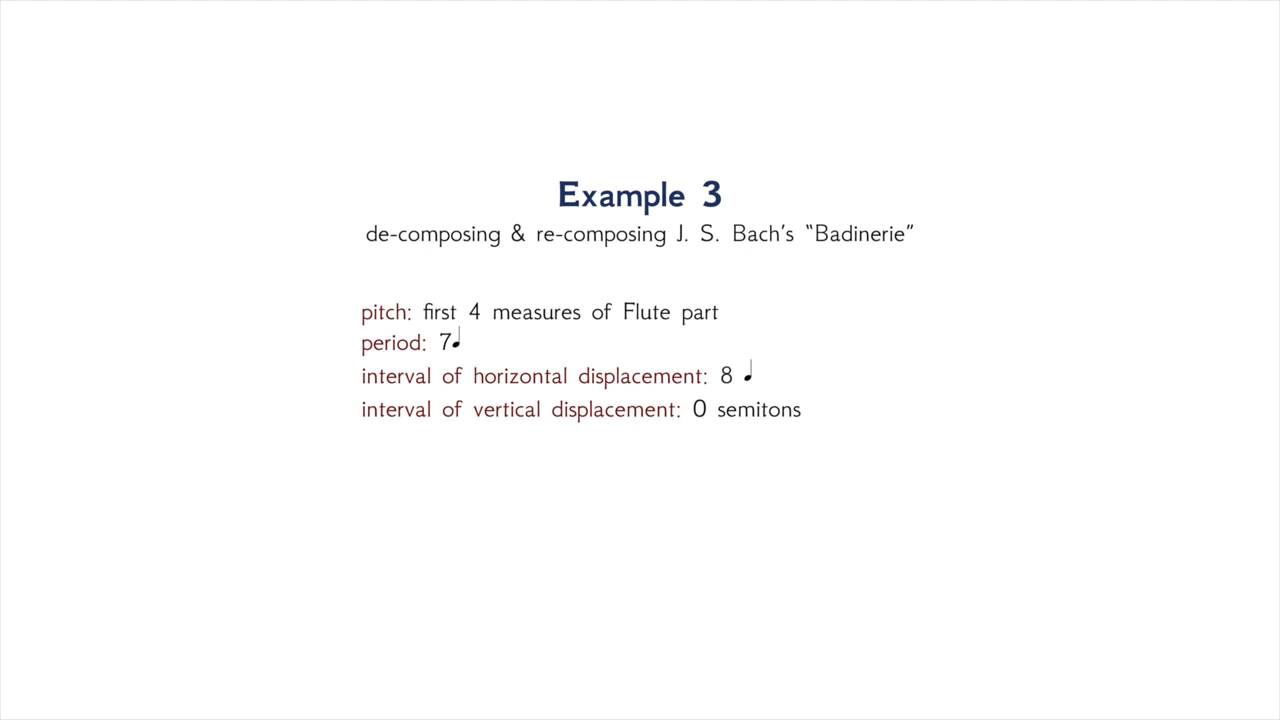 Example 3
de-composing & re-composing J. S. Bach's “Badinerie”
pitch: first 4 measures of Flute part
period: 7♩
interval of horizontal displacement: 8 ♩
interval of vertical displacement: 0 semitons